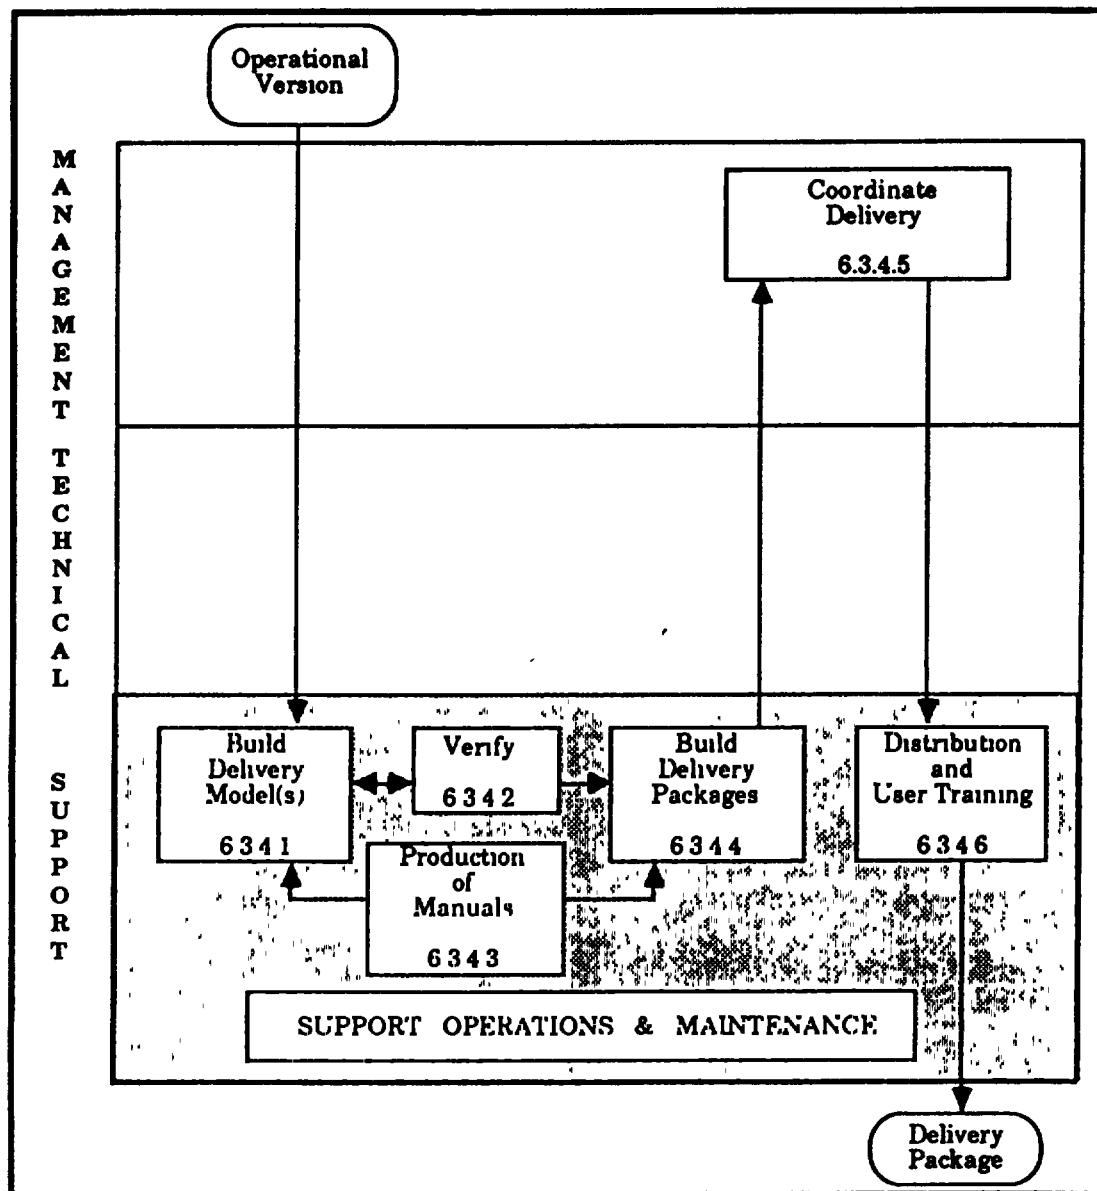 Operational
Version
MANAGEMENT
Coordinate
Delivery
6.3.4.5
TECHNICAL
SUPPORT
Build
Delivery
Model(s)
6 3 4 1
Verify
6 3 4 2
Build
Delivery
Packages
6 3 4 4
Distribution
and
User Training
6 3 4 6
Production
of
Manuals
6 3 4 3
SUPPORT OPERATIONS & MAINTENANCE
Delivery
Package